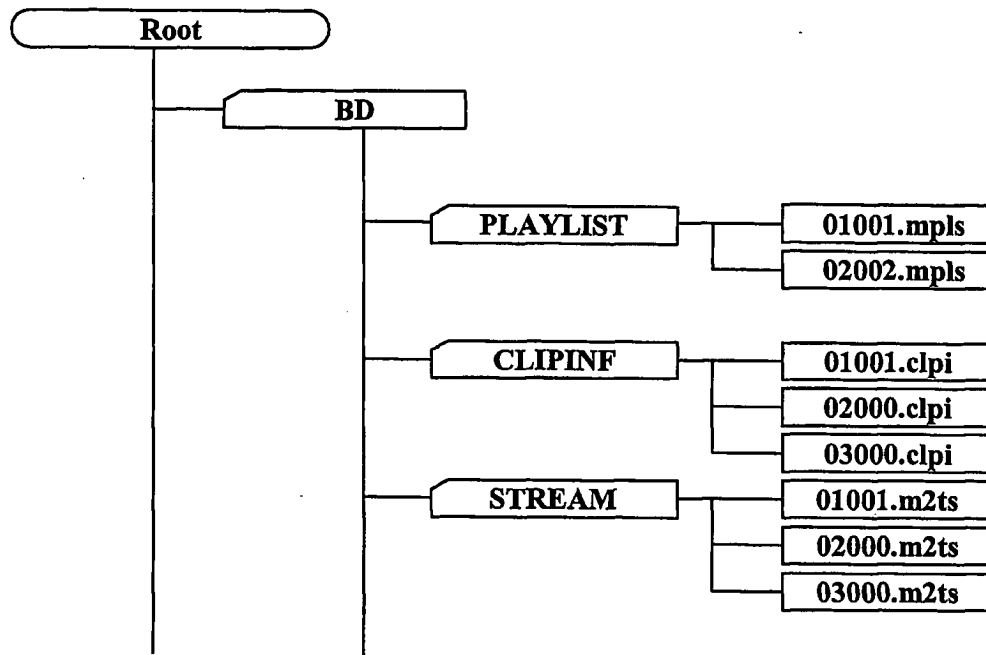 Root
BD
PLAYLIST
01001.mpls
02002.mpls
CLIPINF
01001.clpi
02000.clpi
03000.clpi
STREAM
01001.m2ts
02000.m2ts
03000.m2ts